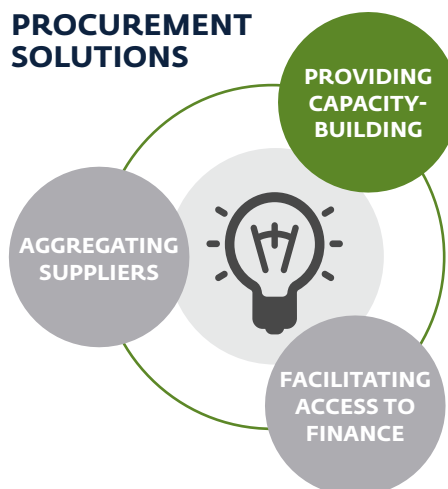 PROCUREMENT
SOLUTIONS
PROVIDING
CAPACITY-
BUILDING
AGGREGATING
SUPPLIERS
FACILITATING
ACCESS TO
FINANCE